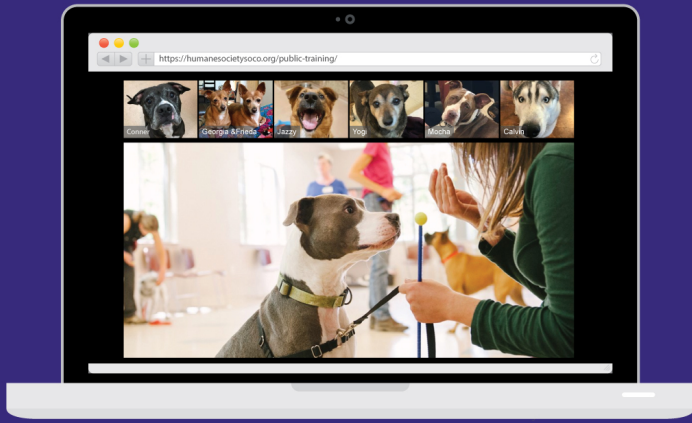 https://humanesocietysoco.org/public-training/
Conner
Georgia &Frieda
Jazzy
Yogi
Mocha
Calvin